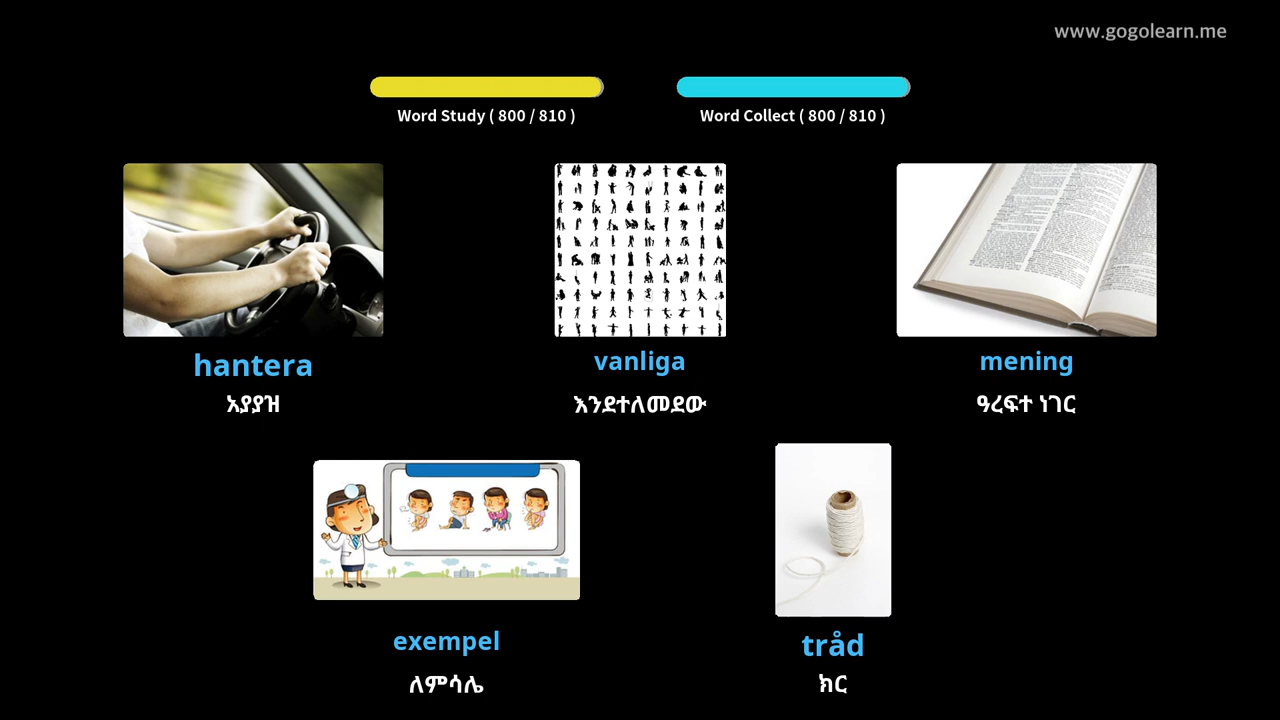 www.gogolearn.me
Word Study ( 800 / 810 )
Word Collect ( 800 / 810 )
hantera
vanliga
mening
አያያዝ
እንደተለመደው
ዓረፍተ ነገር
exempel
tråd
ለምሳሌ
ክር